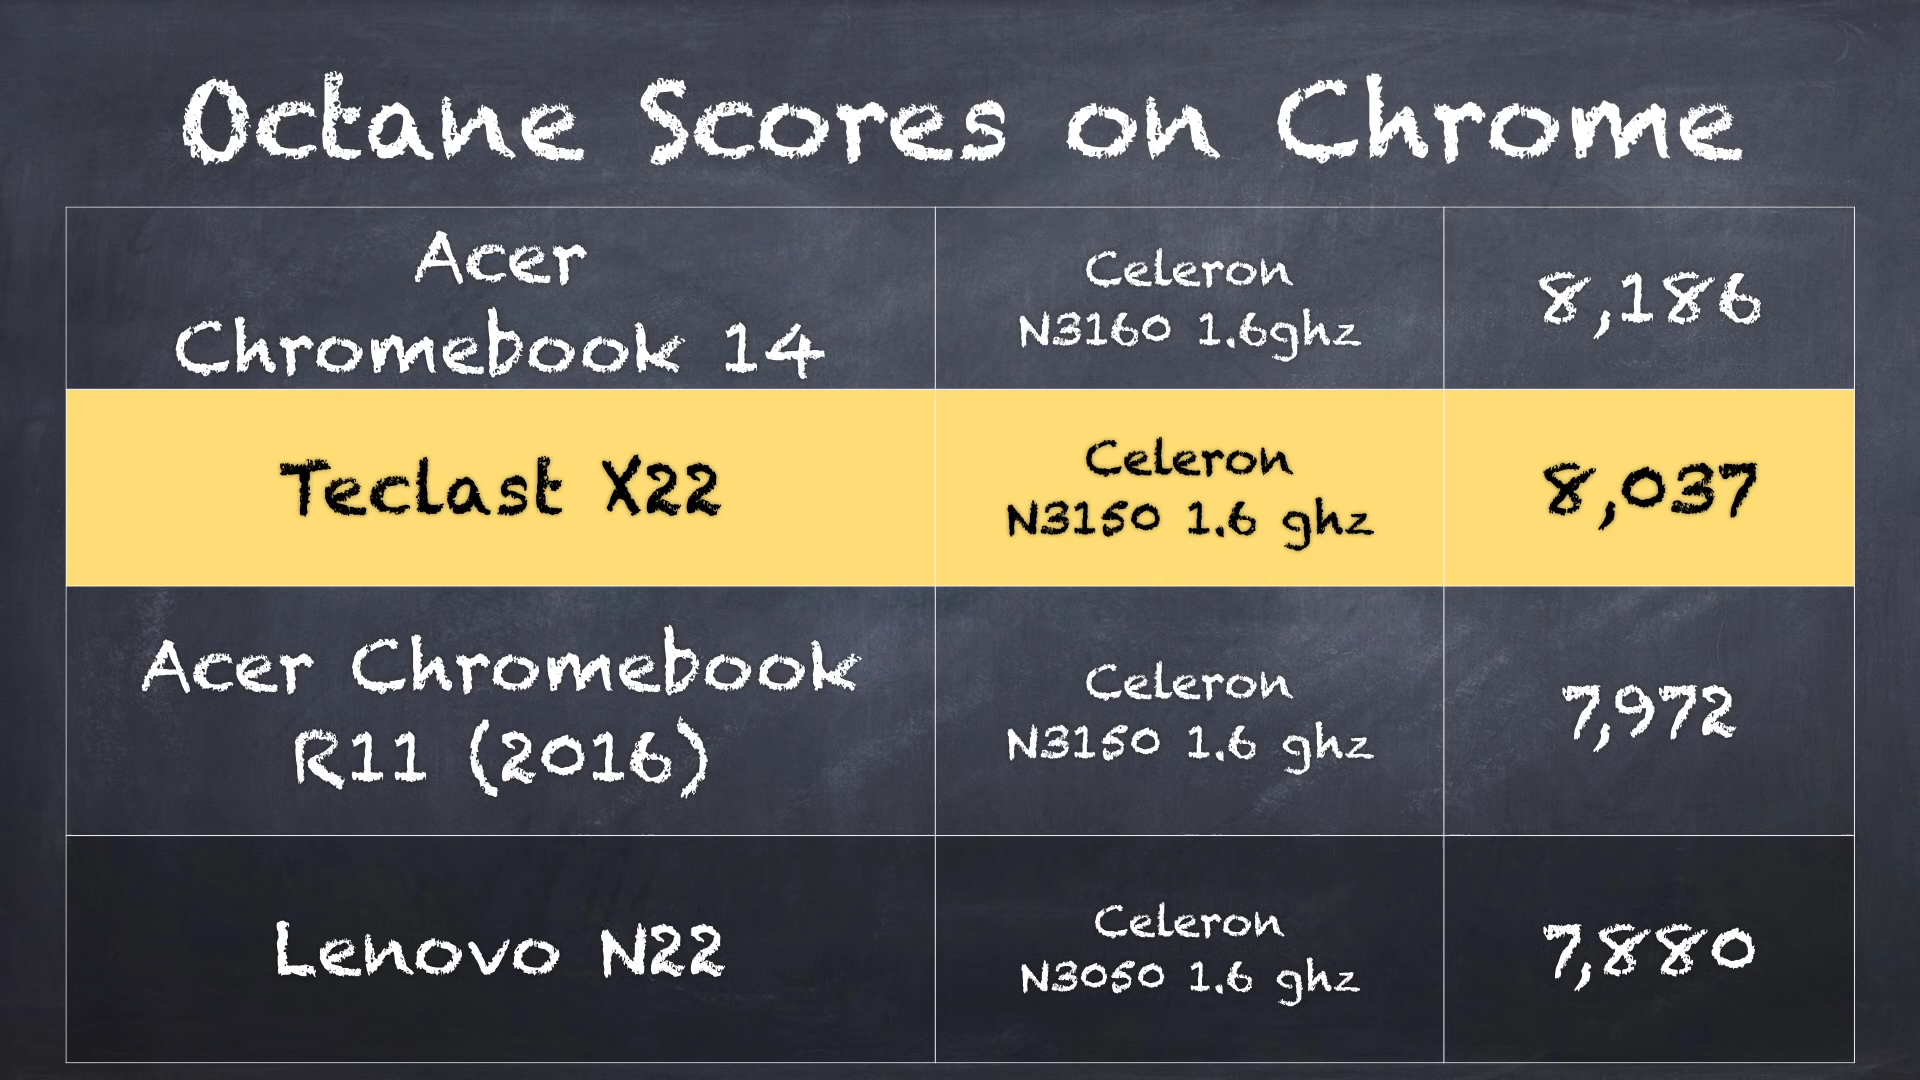 Octane Scores on Chrome
Acer
Chromebook 14
Celeron
N3160 1.6ghz
8,186
Teclast X22
Celeron
N3150 1.6 ghz
8,037
Acer Chromebook
R11 (2016)
Celeron
N3150 1.6 ghz
7,972
Lenovo N22
Celeron
N3050 1.6 ghz
7,880